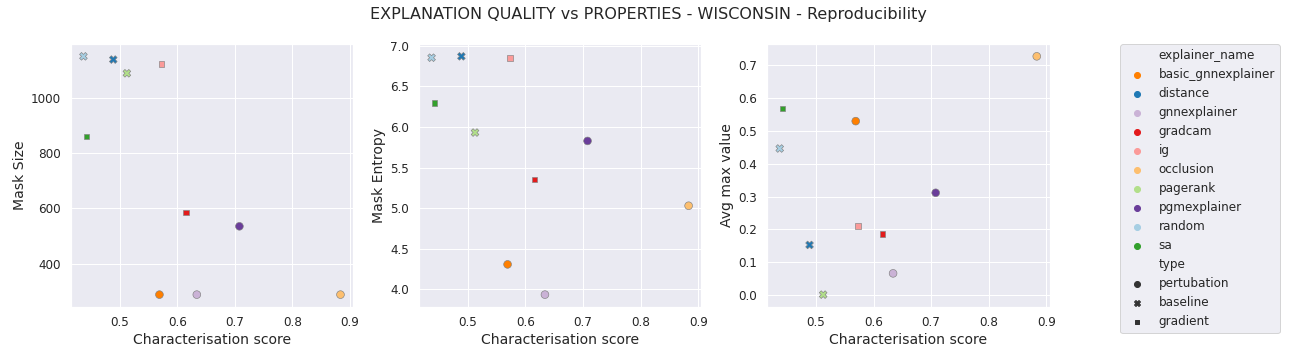 EXPLANATION QUALITY vs PROPERTIES - WISCONSIN - Reproducibility
Mask Size
1000
800
600
400
0.5 0.6 0.7 0.8 0.9
Characterisation score
Mask Entropy
7.0
6.5
6.0
5.5
5.0
4.5
4.0
0.5 0.6 0.7 0.8 0.9
Characterisation score
Avg max value
0.7
0.6
0.5
0.4
0.3
0.2
0.1
0.0
0.5 0.6 0.7 0.8 0.9
Characterisation score
explainer_name
basic_gnnexplainer
distance
gnnexplainer
gradcam
ig
occlusion
pagerank
pgmexplainer
random
sa
type
pertubation
baseline
gradient